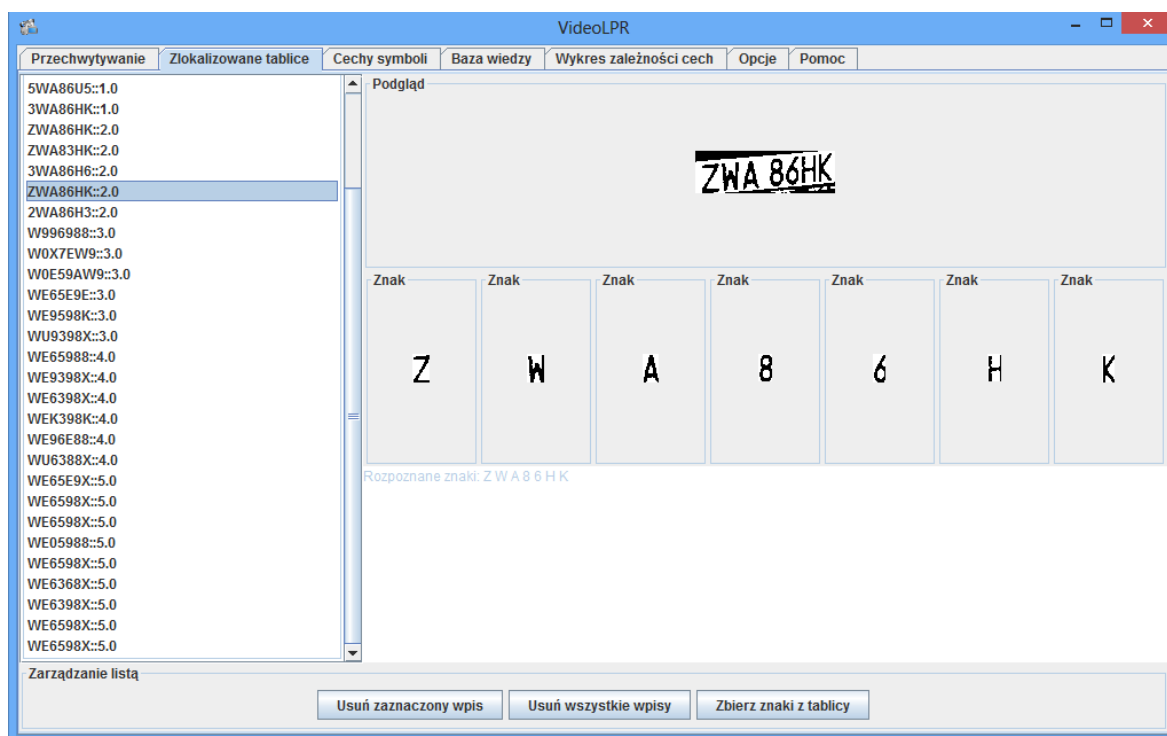 VideoLPR
Przechwytywanie Zlokalizowane tablice Cechy symboli Baza wiedzy Wykres zależności cech Opcje Pomoc
5WA86U5::1.0
3WA86HK::1.0
ZWA86HK::2.0
ZWA83HK::2.0
3WA86H6::2.0
ZWA86HK::2.0
2WA86H3::2.0
W996988::3.0
W0X7EW9::3.0
W0E59AW9::3.0
WE65E9E::3.0
WE9598K::3.0
WU9398X::3.0
WE65988::4.0
WE9398X::4.0
WE6398X::4.0
WEK398K::4.0
WE96E88::4.0
WU6388X::4.0
WE65E9X::5.0
WE6598X::5.0
WE6598X::5.0
WE05988::5.0
WE6598X::5.0
WE6368X::5.0
WE6398X::5.0
WE6598X::5.0
WE6598X::5.0
Podgląd
ZWA 86HK
Znak Znak Znak Znak Znak Znak Znak
Z W A 8 6 H K
Rozpoznane znaki: Z W A 8 6 H K
Zarządzanie listą
Usuń zaznaczony wpis Usuń wszystkie wpisy Zbierz znaki z tablicy